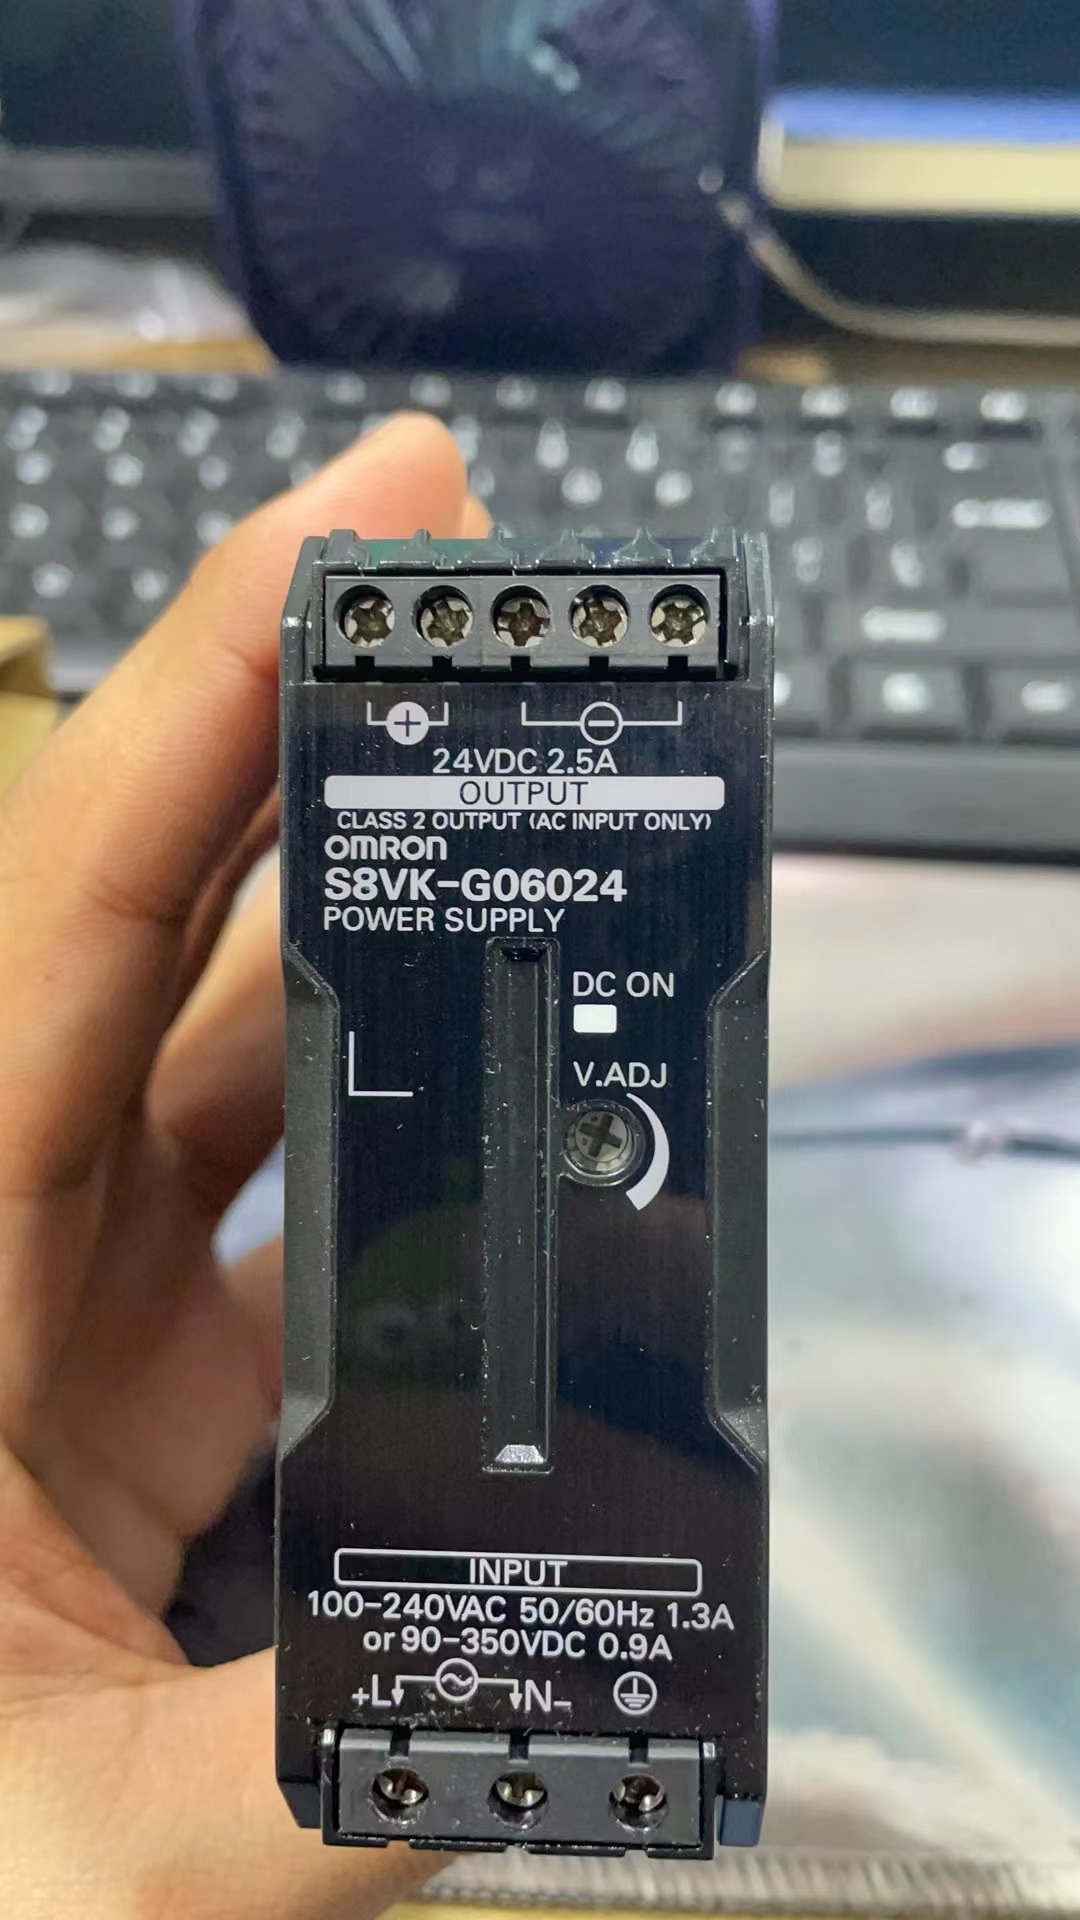 + −
24VDC 2.5A
OUTPUT
CLASS 2 OUTPUT (AC INPUT ONLY)
OMRON
S8VK-G06024
POWER SUPPLY
DC ON
V.ADJ
INPUT
100-240VAC 50/60Hz 1.3A
or 90-350VDC 0.9A
+L N-